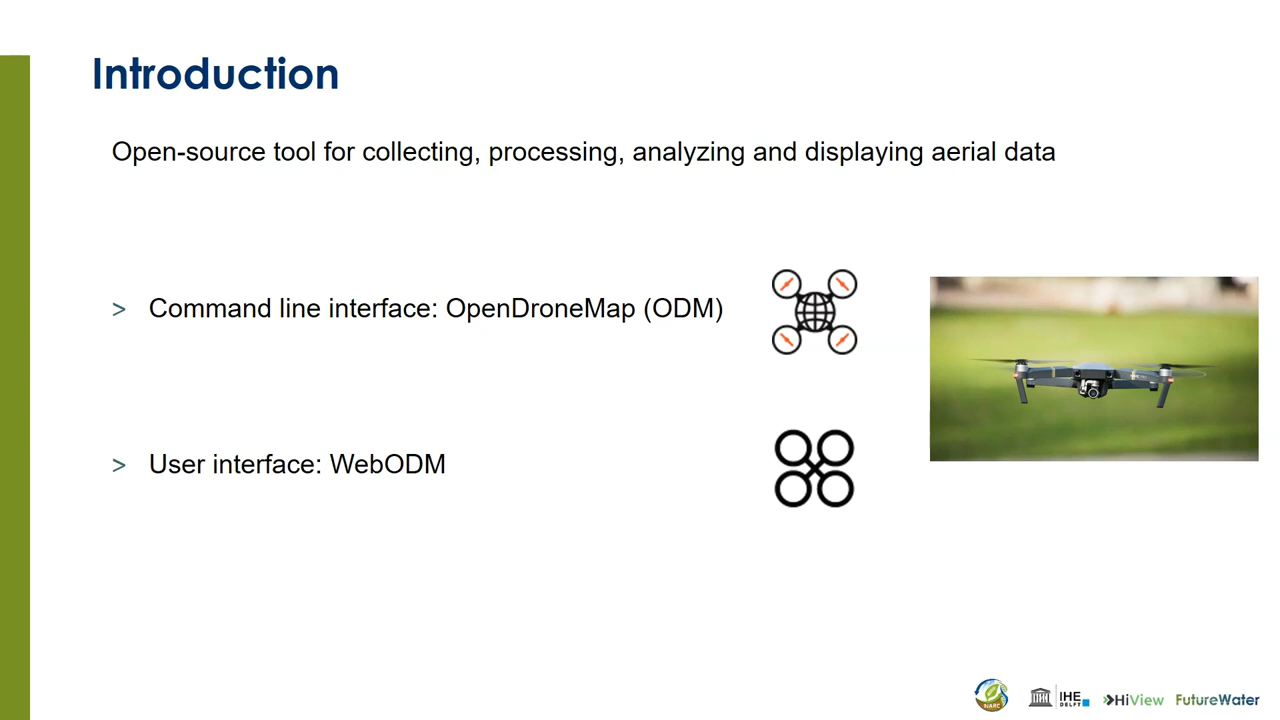 Introduction
Open-source tool for collecting, processing, analyzing and displaying aerial data
> Command line interface: OpenDroneMap (ODM)
> User interface: WebODM
INARC
IHE
DELFT
HiView
FutureWater